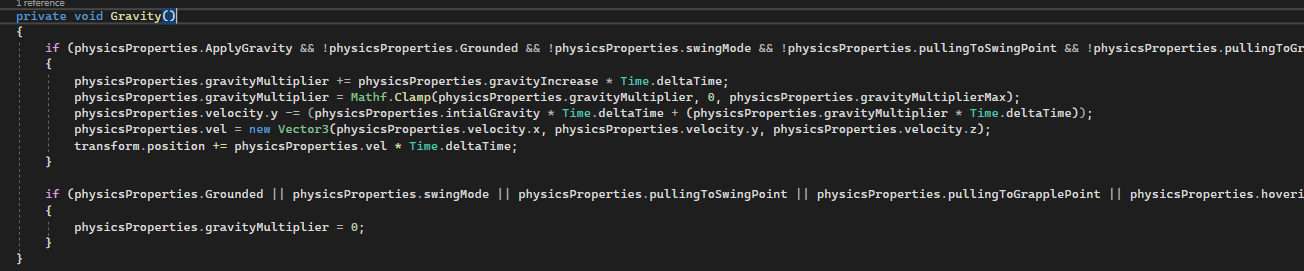 1 reference
private void Gravity()
{
if (physicsProperties.ApplyGravity && !physicsProperties.Grounded && !physicsProperties.swingMode && !physicsProperties.pullingToSwingPoint && !physicsProperties.pullingToGr
{
physicsProperties.gravityMultiplier += physicsProperties.gravityIncrease * Time.deltaTime;
physicsProperties.gravityMultiplier = Mathf.Clamp(physicsProperties.gravityMultiplier, 0, physicsProperties.gravityMultiplierMax);
physicsProperties.velocity.y -= (physicsProperties.intialGravity * Time.deltaTime + (physicsProperties.gravityMultiplier * Time.deltaTime));
physicsProperties.vel = new Vector3(physicsProperties.velocity.x, physicsProperties.velocity.y, physicsProperties.velocity.z);
transform.position += physicsProperties.vel * Time.deltaTime;
}
if (physicsProperties.Grounded || physicsProperties.swingMode || physicsProperties.pullingToSwingPoint || physicsProperties.pullingToGrapplePoint || physicsProperties.hoveri
{
physicsProperties.gravityMultiplier = 0;
}
}